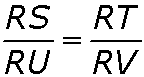 RS/RU = RT/RV